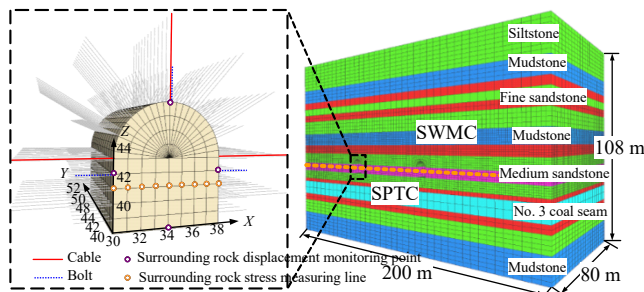 Siltstone
Mudstone
Fine sandstone
SWMC
Mudstone
108 m
Medium sandstone
SPTC
No. 3 coal seam
Mudstone
200 m
80 m
Z
44
42
40
Y
52
50
48
46
44
42
40
30 32 34 36 38
X
Cable
Surrounding rock displacement monitoring point
Bolt
Surrounding rock stress measuring line